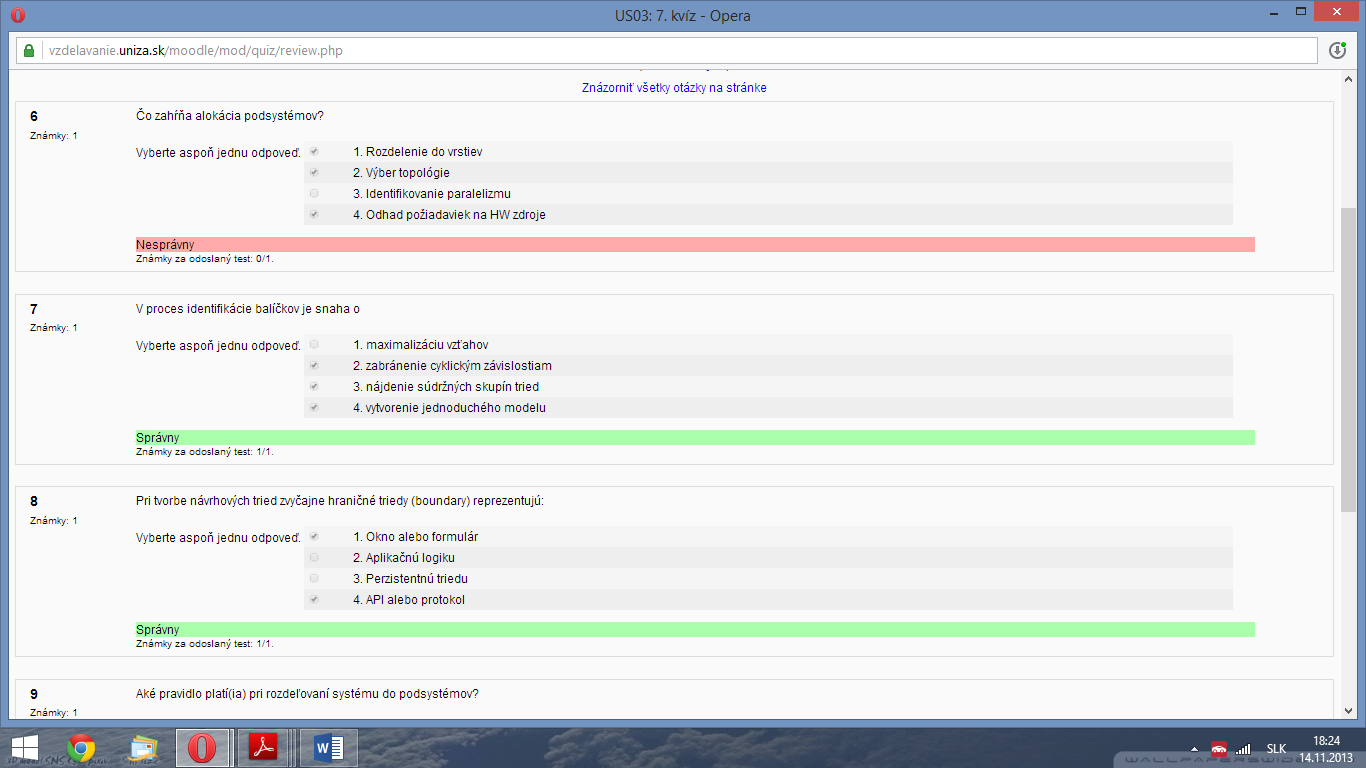 US03: 7. kvíz - Opera
vzdelavanie.uniza.sk/moodle/mod/quiz/review.php
Znázorniť všetky otázky na stránke
6
Známky: 1
Čo zahŕňa alokácia podsystémov?
Vyberte aspoň jednu odpoveď.
1. Rozdelenie do vrstiev
2. Výber topológie
3. Identifikovanie paralelizmu
4. Odhad požiadaviek na HW zdroje
Nesprávny
Známky za odoslaný test: 0/1.
7
Známky: 1
V proces identifikácie balíčkov je snaha o
Vyberte aspoň jednu odpoveď.
1. maximalizáciu vzťahov
2. zabránenie cyklickým závislostiam
3. nájdenie súdržných skupín tried
4. vytvorenie jednoduchého modelu
Správny
Známky za odoslaný test: 1/1.
8
Známky: 1
Pri tvorbe návrhových tried zvyčajne hraničné triedy (boundary) reprezentujú:
Vyberte aspoň jednu odpoveď.
1. Okno alebo formulár
2. Aplikačnú logiku
3. Perzistentnú triedu
4. API alebo protokol
Správny
Známky za odoslaný test: 1/1.
9
Známky: 1
Aké pravidlo platí(ia) pri rozdeľovaní systému do podsystémov?
SLK
18:24
14.11.2013